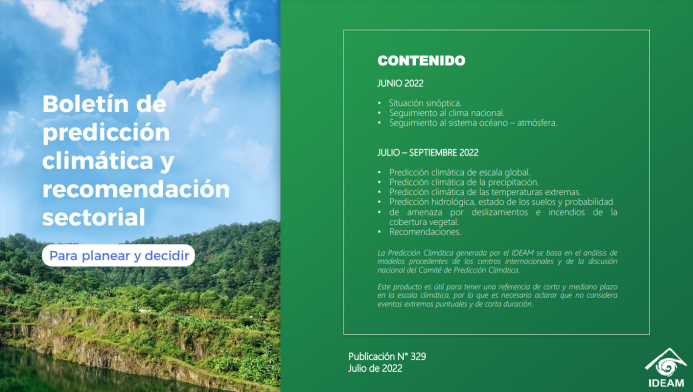 Boletín de
predicción
climática y
recomendación
sectorial
Para planear y decidir
CONTENIDO
JUNIO 2022
• Situación sinóptica.
• Seguimiento al clima nacional.
• Seguimiento al sistema océano – atmósfera.
JULIO – SEPTIEMBRE 2022
• Predicción climática de escala global.
• Predicción climática de la precipitación.
• Predicción climática de las temperaturas extremas.
• Predicción hidrológica, estado de los suelos y probabilidad
• de amenaza por deslizamientos e incendios de la
cobertura vegetal.
• Recomendaciones.
La Predicción Climática generada por el IDEAM se basa en el análisis de
modelos procedentes de los centros internacionales y de la discusión
nacional del Comité de Predicción Climática.
Este producto es útil para tener una referencia de corto y mediano plazo
en la escala climática, por lo que es necesario aclarar que no considera
eventos extremos puntuales y de corta duración.
Publicación N° 329
Julio de 2022
IDEAM